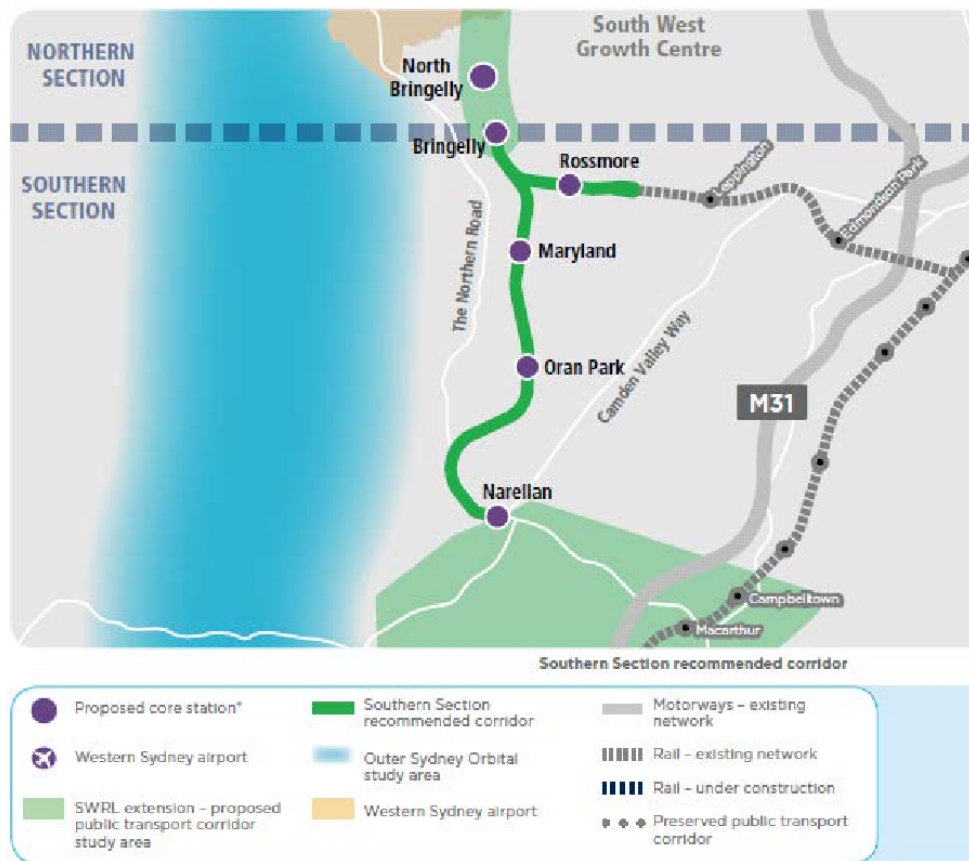 NORTHERN
SECTION
South West
Growth Centre
North
Bringelly
Bringelly
SOUTHERN
SECTION
Rossmore
Leppington
Edmondson Park
Maryland
The Northern Road
Oran Park
Camden Valley Way
M31
Narellan
Campbeltown
Macarthur
Southern Section recommended corridor
Proposed core station*
Western Sydney airport
SWRL extension – proposed
public transport corridor
study area
Southern Section
recommended corridor
Outer Sydney Orbital
study area
Western Sydney airport
Motorways – existing
network
Rail – existing network
Rail – under construction
Preserved public transport
corridor